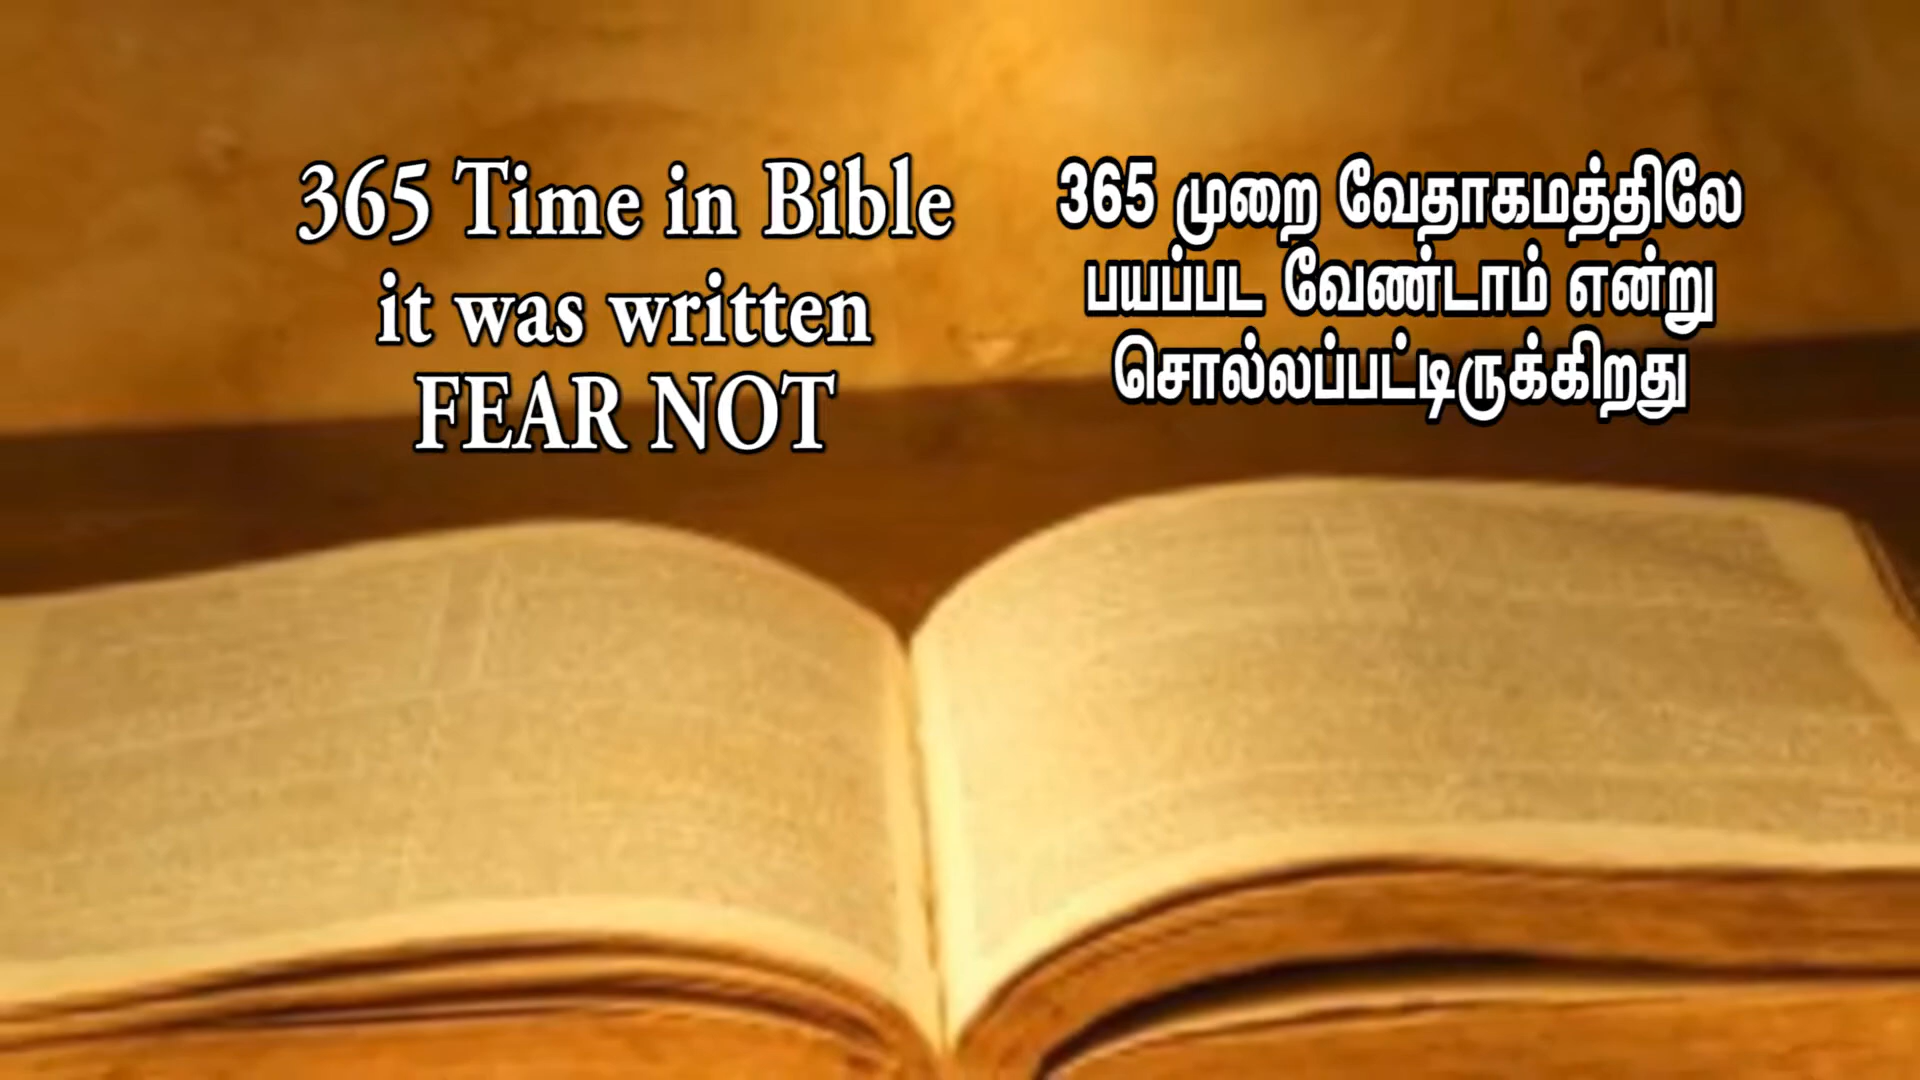 365 Time in Bible
it was written
FEAR NOT
365 முறை வேதாகமத்திலே
பயப்பட வேண்டாம் என்று
சொல்லப்பட்டிருக்கிறது